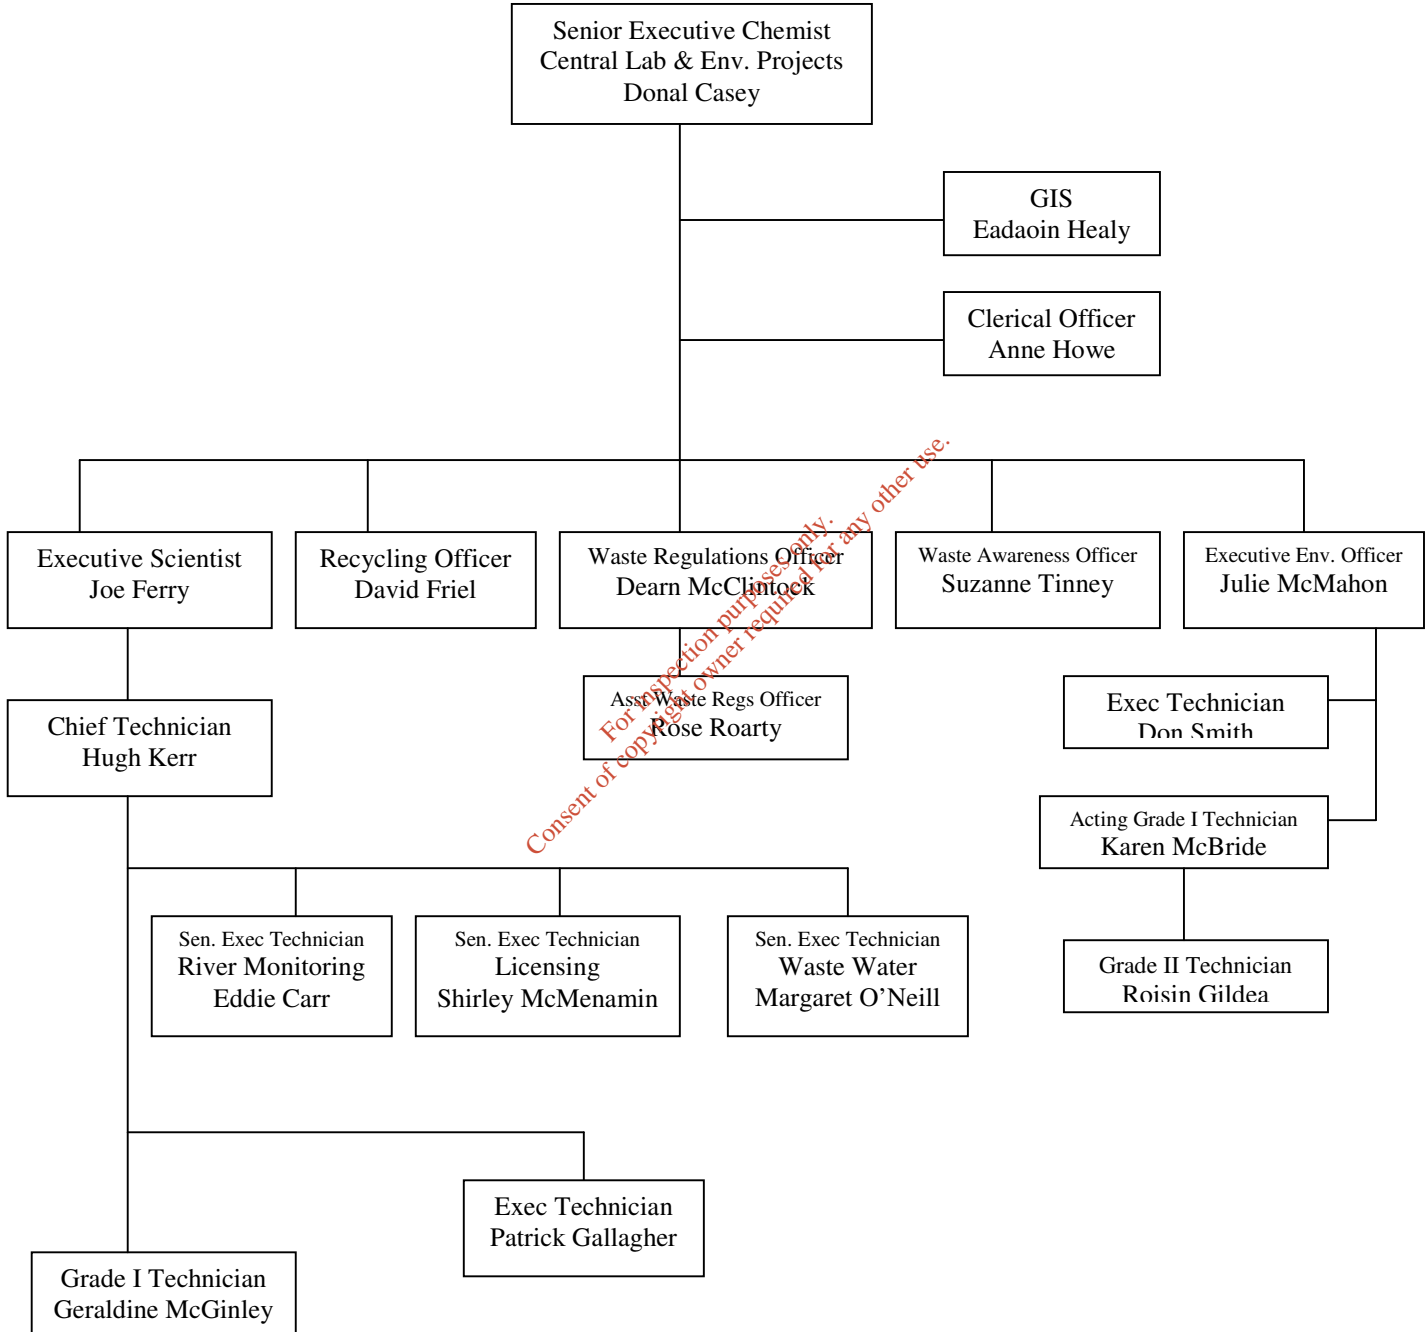 Senior Executive Chemist
Central Lab & Env. Projects
Donal Casey
GIS
Eadaoin Healy
Clerical Officer
Anne Howe
Executive Scientist
Joe Ferry
Recycling Officer
David Friel
Waste Regulations Officer
Dearn McClintock
Waste Awareness Officer
Suzanne Tinney
Executive Env. Officer
Julie McMahon
For inspection purposes only.
Consent of copyright owner required for any other use.
Chief Technician
Hugh Kerr
Asst Waste Regs Officer
Rose Roarty
Exec Technician
Don Smith
Acting Grade I Technician
Karen McBride
Sen. Exec Technician
River Monitoring
Eddie Carr
Sen. Exec Technician
Licensing
Shirley McMenamin
Sen. Exec Technician
Waste Water
Margaret O’Neill
Grade II Technician
Roisin Gildea
Exec Technician
Patrick Gallagher
Grade I Technician
Geraldine McGinley